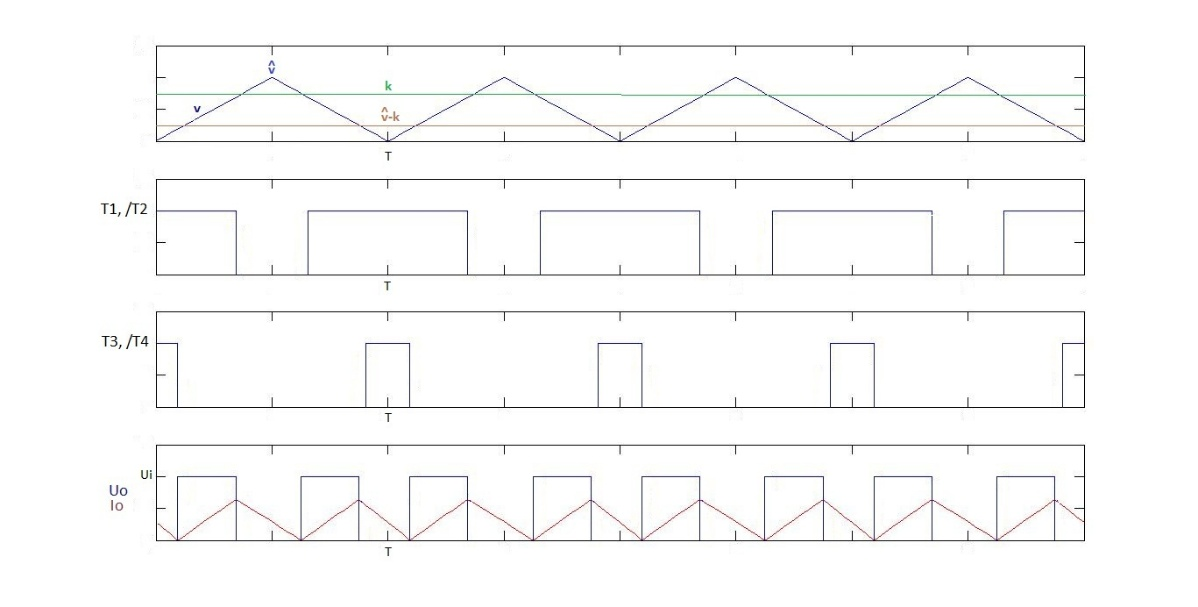 ^
v
k
v
^
v-k
T
T1, /T2
T
T3, /T4
T
Ui
Uo
Io
T